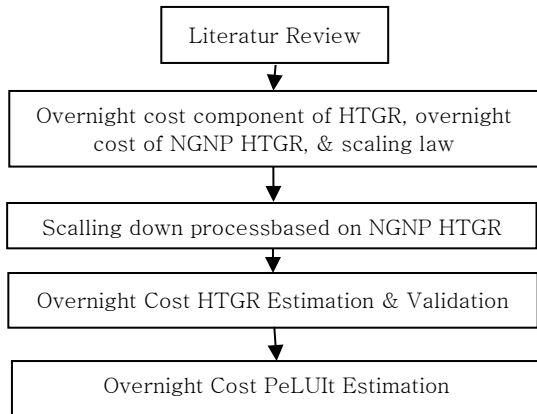 Literatur Review
Overnight cost component of HTGR, overnight
cost of NGNP HTGR, & scaling law
Scalling down processbased on NGNP HTGR
Overnight Cost HTGR Estimation & Validation
Overnight Cost PeLUIt Estimation